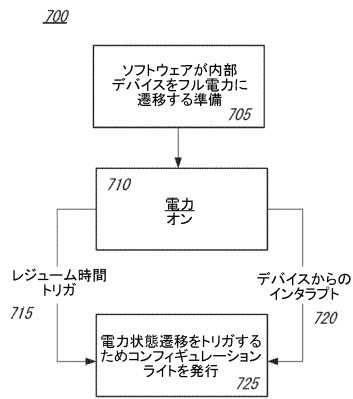 700
ソフトウェアが内部
デバイスをフル電力に
遷移する準備
705
710
電力
オン
レジューム時間
トリガ
715
デバイスからの
インタラプト
720
電力状態遷移をトリガする
ためコンフィギュレーション
ライトを発行
725